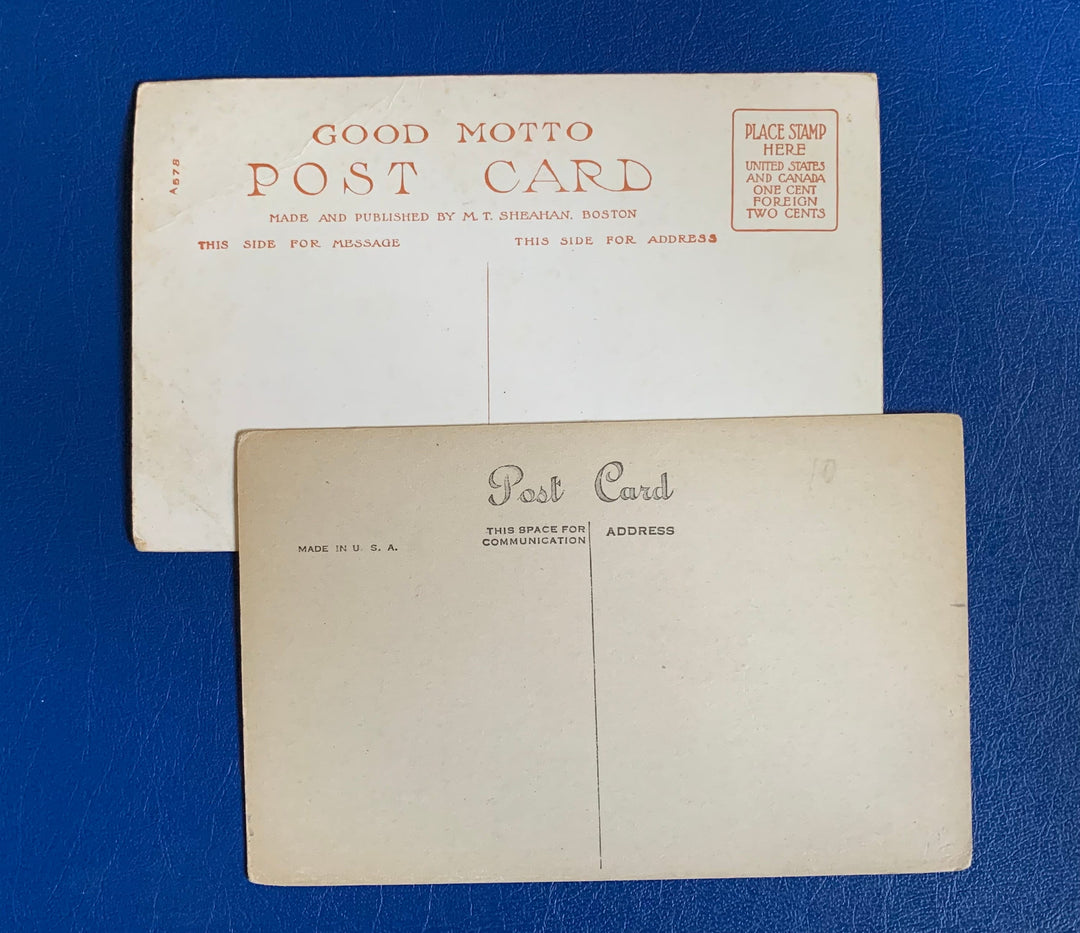 GOOD MOTTO
POST CARD
MADE AND PUBLISHED BY M. T. SHEAHAN, BOSTON
THIS SIDE FOR MESSAGE
THIS SIDE FOR ADDRESS
PLACE STAMP
HERE
UNITED STATES
AND CANADA
ONE CENT
FOREIGN
TWO CENTS
A578
Post Card
10
THIS SPACE FOR
COMMUNICATION
ADDRESS
MADE IN U. S. A.